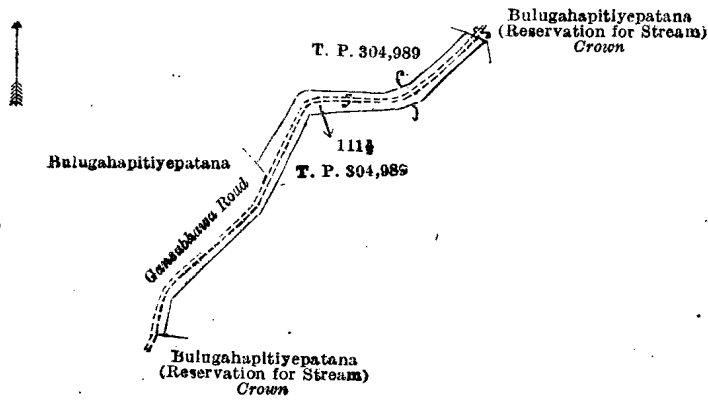 Bulugahapitiyepatana
(Reservation for Stream)
Crown
T. P. 304,989
111½
Bulugahapitiyepatana
T. P. 304,989
Gansabhawa Road
Bulugahapitiyepatana
(Reservation for Stream)
Crown